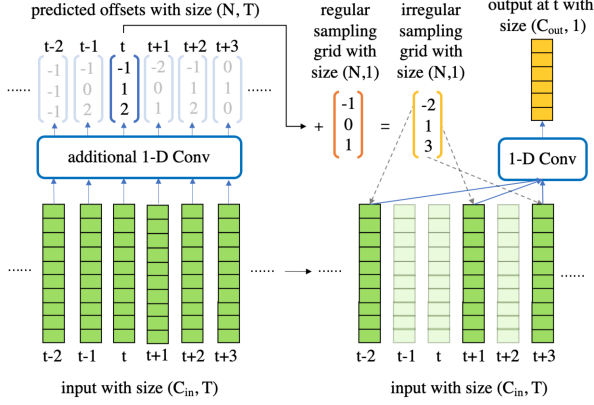 predicted offsets with size (N, T)
t-2 t-1 t t+1 t+2 t+3
-1 -1 -1 -2 -1 0
...... -1 0 1 -1 1 1 ......
-1 2 2 0 2 0
additional 1-D Conv
...... ......
t-2 t-1 t t+1 t+2 t+3
input with size (Cin, T)
regular
sampling
grid with
size (N,1)
irregular
sampling
grid with
size (N,1)
output at t with
size (Cout, 1)
-1 -2
+ 0 = 1
1 3
1-D Conv
...... ......
t-2 t-1 t t+1 t+2 t+3
input with size (Cin, T)